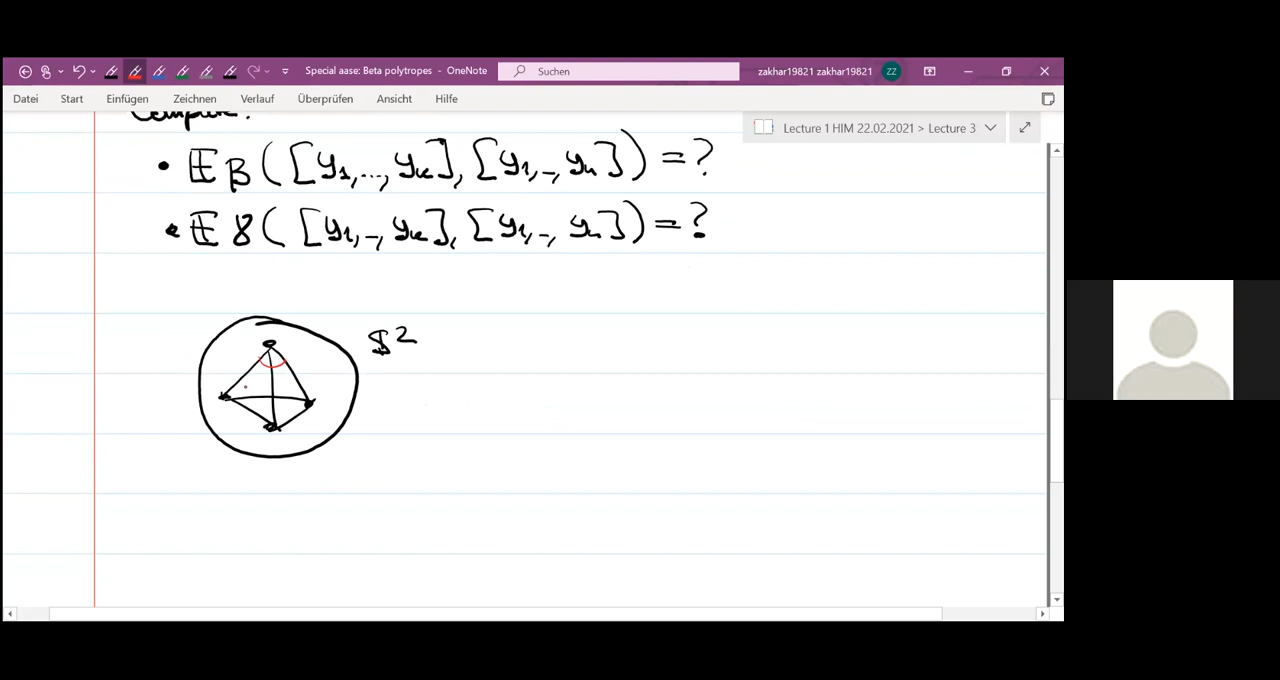 Special aase: Beta polytropes - OneNote
Suchen
zakhar19821 zakhar19821 ZZ
Datei Start Einfügen Zeichnen Verlauf Überprüfen Ansicht Hilfe
Lecture 1 HIM 22.02.2021 > Lecture 3
• 𝔼 β([y₁,...,yₖ], [y₁,-,yₙ]) = ?
• 𝔼 γ([y₁,-,yₖ], [y₁,-,yₙ]) = ?
𝕊²